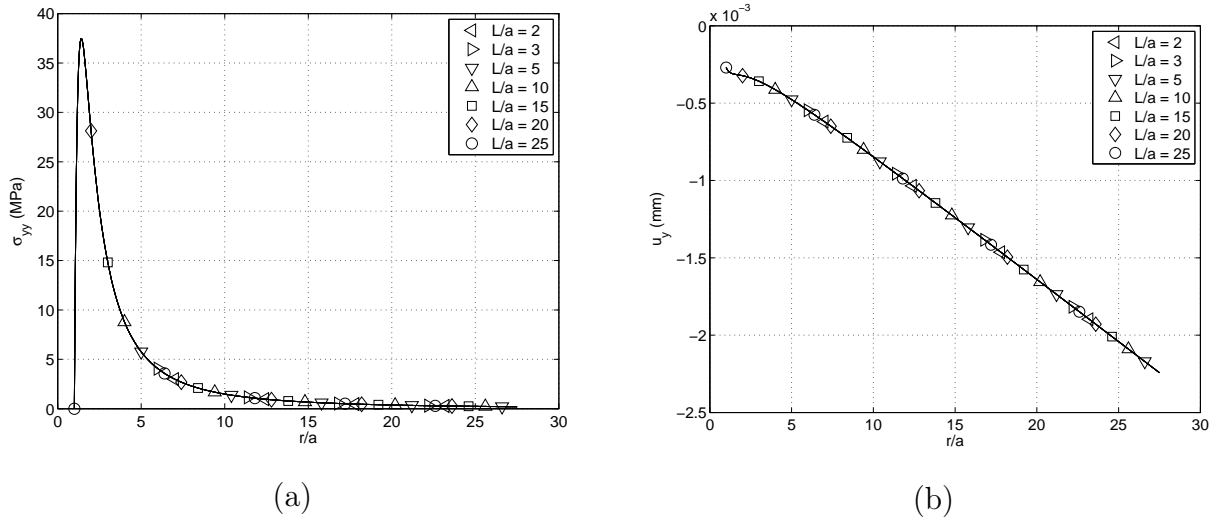 40
35
30
25
20
15
10
5
0
σyy (MPa)
0 5 10 15 20 25 30
r/a
L/a = 2
L/a = 3
L/a = 5
L/a = 10
L/a = 15
L/a = 20
L/a = 25
(a)
x 10−3
0
−0.5
−1
−1.5
−2
−2.5
uy (mm)
0 5 10 15 20 25 30
r/a
L/a = 2
L/a = 3
L/a = 5
L/a = 10
L/a = 15
L/a = 20
L/a = 25
(b)